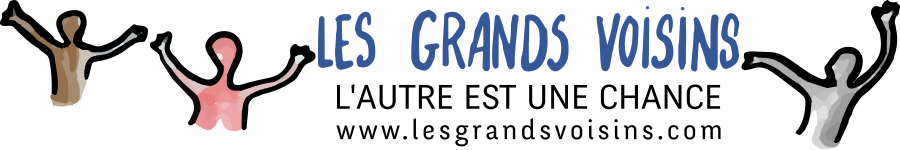 LES GRANDS VOISINS
L'AUTRE EST UNE CHANCE
www.lesgrandsvoisins.com